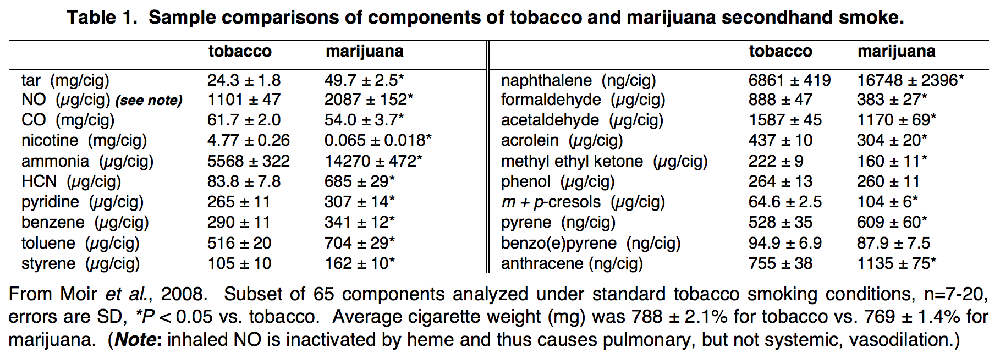 Table 1. Sample comparisons of components of tobacco and marijuana secondhand smoke.
tobacco marijuana
tar (mg/cig) 24.3 ± 1.8 49.7 ± 2.5*
NO (µg/cig) (see note) 1101 ± 47 2087 ± 152*
CO (mg/cig) 61.7 ± 2.0 54.0 ± 3.7*
nicotine (mg/cig) 4.77 ± 0.26 0.065 ± 0.018*
ammonia (µg/cig) 5568 ± 322 14270 ± 472*
HCN (µg/cig) 83.8 ± 7.8 685 ± 29*
pyridine (µg/cig) 265 ± 11 307 ± 14*
benzene (µg/cig) 290 ± 11 341 ± 12*
toluene (µg/cig) 516 ± 20 704 ± 29*
styrene (µg/cig) 105 ± 10 162 ± 10*
tobacco marijuana
naphthalene (ng/cig) 6861 ± 419 16748 ± 2396*
formaldehyde (µg/cig) 888 ± 47 383 ± 27*
acetaldehyde (µg/cig) 1587 ± 45 1170 ± 69*
acrolein (µg/cig) 437 ± 10 304 ± 20*
methyl ethyl ketone (µg/cig) 222 ± 9 160 ± 11*
phenol (µg/cig) 264 ± 13 260 ± 11
m + p-cresols (µg/cig) 64.6 ± 2.5 104 ± 6*
pyrene (ng/cig) 528 ± 35 609 ± 60*
benzo(e)pyrene (ng/cig) 94.9 ± 6.9 87.9 ± 7.5
anthracene (ng/cig) 755 ± 38 1135 ± 75*
From Moir et al., 2008. Subset of 65 components analyzed under standard tobacco smoking conditions, n=7-20,
errors are SD, *P < 0.05 vs. tobacco. Average cigarette weight (mg) was 788 ± 2.1% for tobacco vs. 769 ± 1.4% for
marijuana. (Note: inhaled NO is inactivated by heme and thus causes pulmonary, but not systemic, vasodilation.)